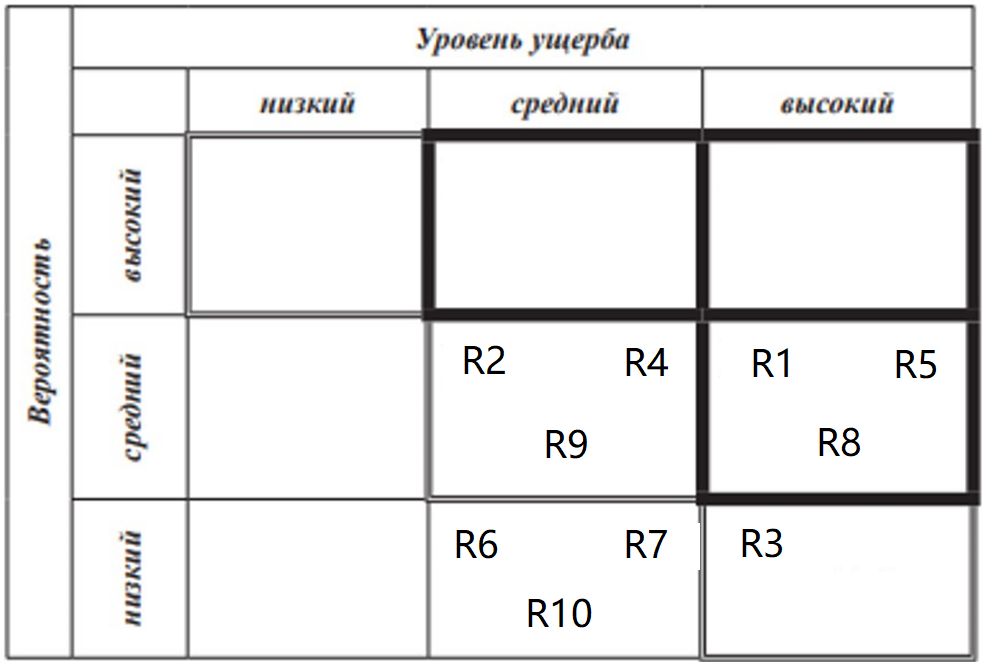 Уровень ущерба
низкий средний высокий
Вероятность
высокий
средний
R2 R4 R1 R5
R9 R8
низкий
R6 R7 R3
R10